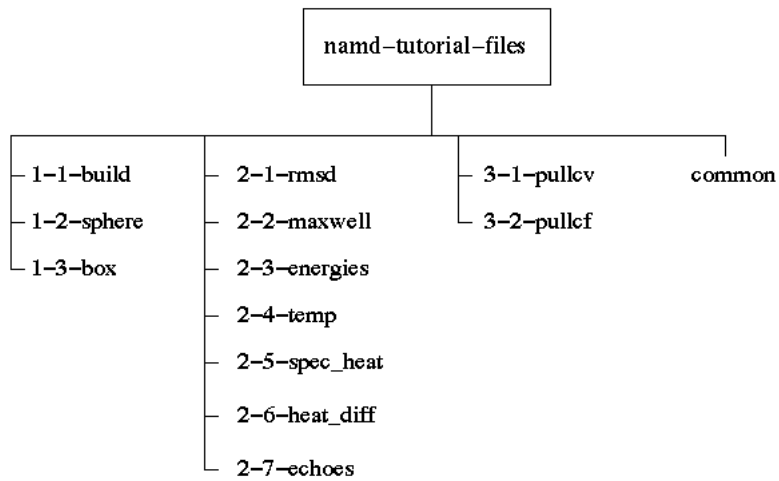 namd-tutorial-files
1-1-build
1-2-sphere
1-3-box
2-1-rmsd
2-2-maxwell
2-3-energies
2-4-temp
2-5-spec_heat
2-6-heat_diff
2-7-echoes
3-1-pullcv
3-2-pullcf
common